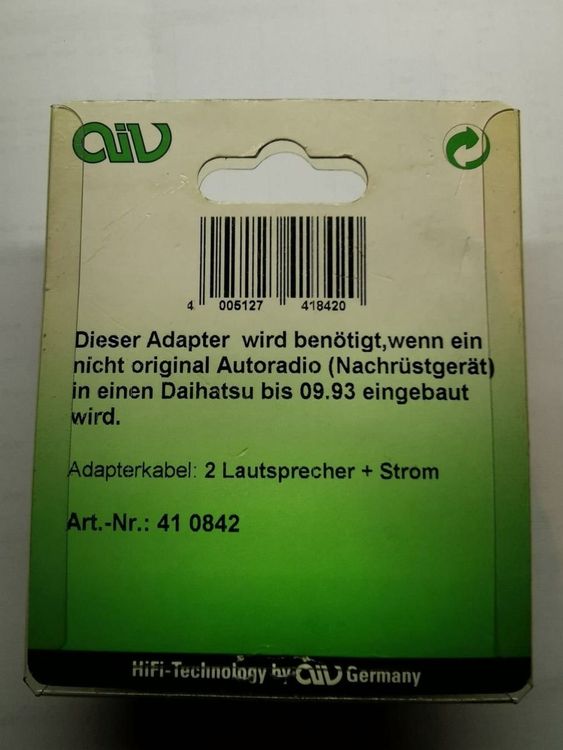 aiv
4 005127 418420
Dieser Adapter wird benötigt,wenn ein
nicht original Autoradio (Nachrüstgerät)
in einen Daihatsu bis 09.93 eingebaut
wird.
Adapterkabel: 2 Lautsprecher + Strom
Art.-Nr.: 41 0842
HiFi-Technology by aiv Germany